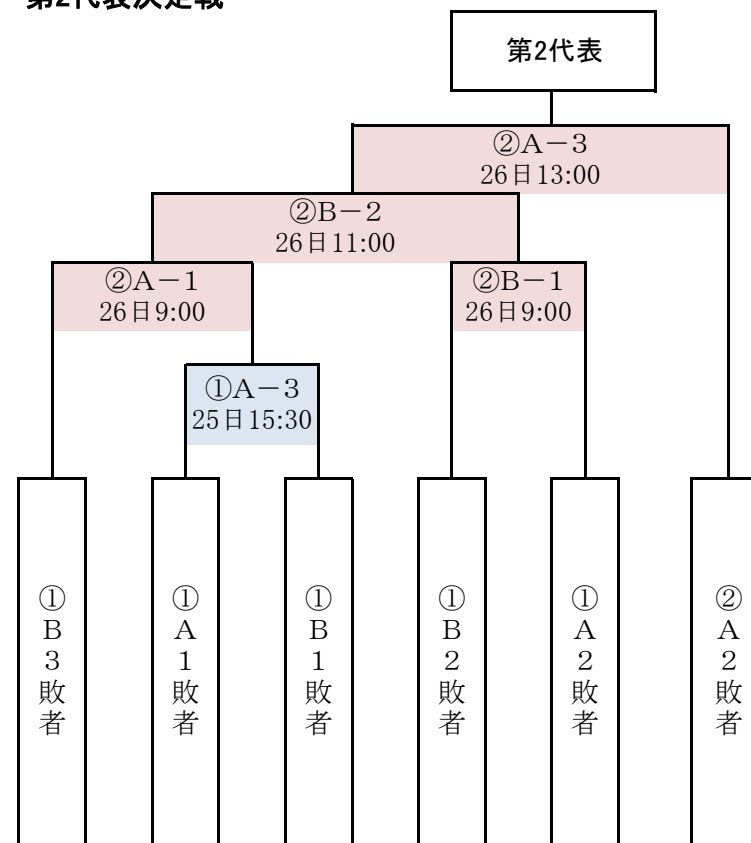 第2代表決定戦
第2代表
②A－3
26日13:00
②B－2
26日11:00
②A－1
26日9:00
②B－1
26日9:00
①A－3
25日15:30
①B3敗者
①A1敗者
①B1敗者
①B2敗者
①A2敗者
②A2敗者